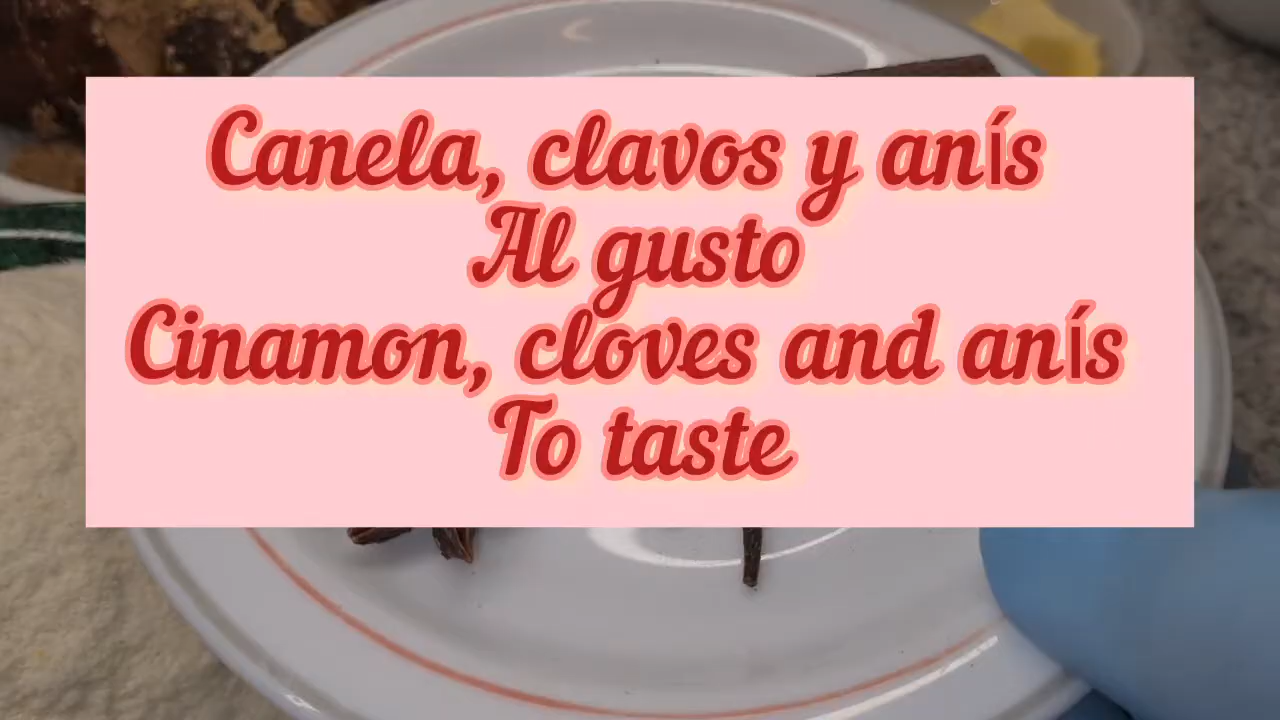 Canela, clavos y anís
Al gusto
Cinamon, cloves and anís
To taste